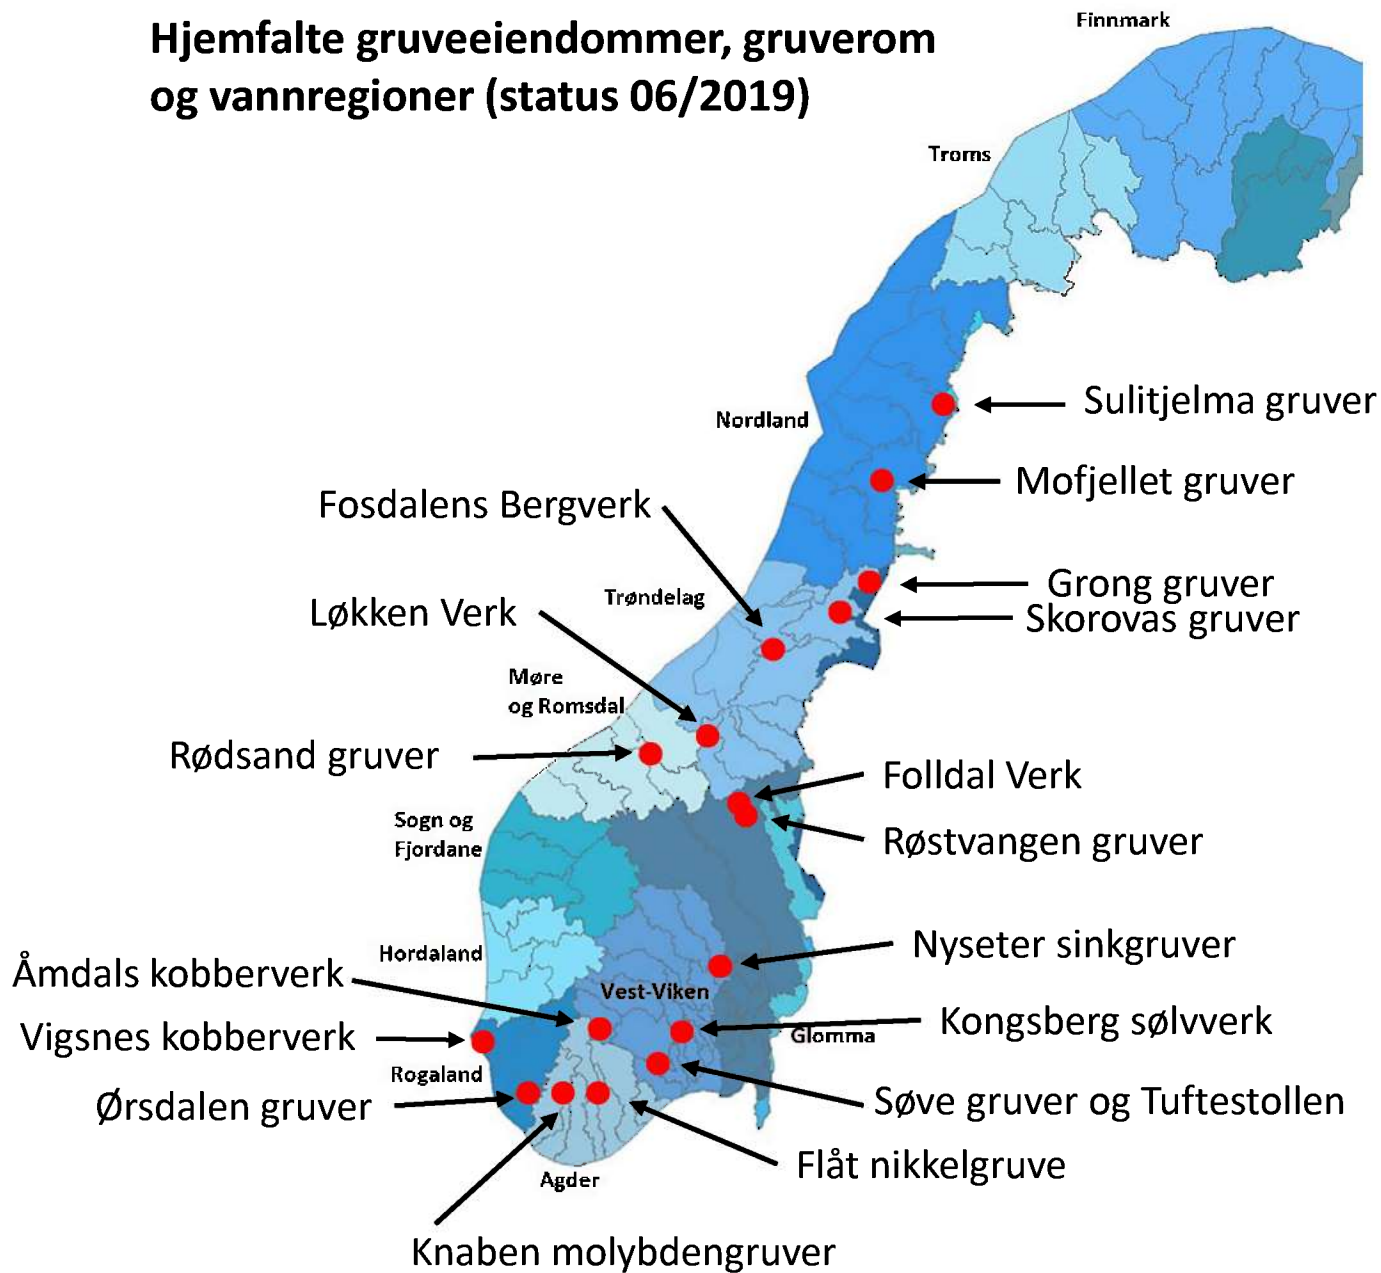 Hjemfalte gruveeiendommer, gruverom
og vannregioner (status 06/2019)
Finnmark
Troms
Sulitjelma gruver
Nordland
Mofjellet gruver
Fosdalens Bergverk
Grong gruver
Trøndelag
Løkken Verk
Skorovas gruver
Møre
og Romsdal
Rødsand gruver
Folldal Verk
Sogn og
Fjordane
Røstvangen gruver
Nyseter sinkgruver
Hordaland
Åmdals kobberverk
Vest-Viken
Kongsberg sølvverk
Vigsnes kobberverk
Glomma
Rogaland
Ørsdalen gruver
Søve gruver og Tuftestollen
Flåt nikkelgruve
Agder
Knaben molybdengruver